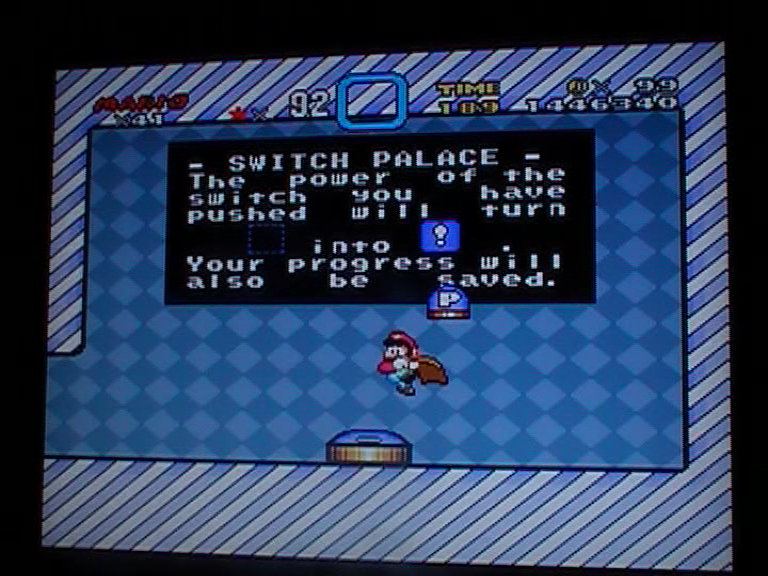 MARIO ★× 92 TIME ×99
×41 189 1446340
- SWITCH PALACE -
The power of the
switch you have
pushed will turn
into ! .
Your progress will
also be saved.
P